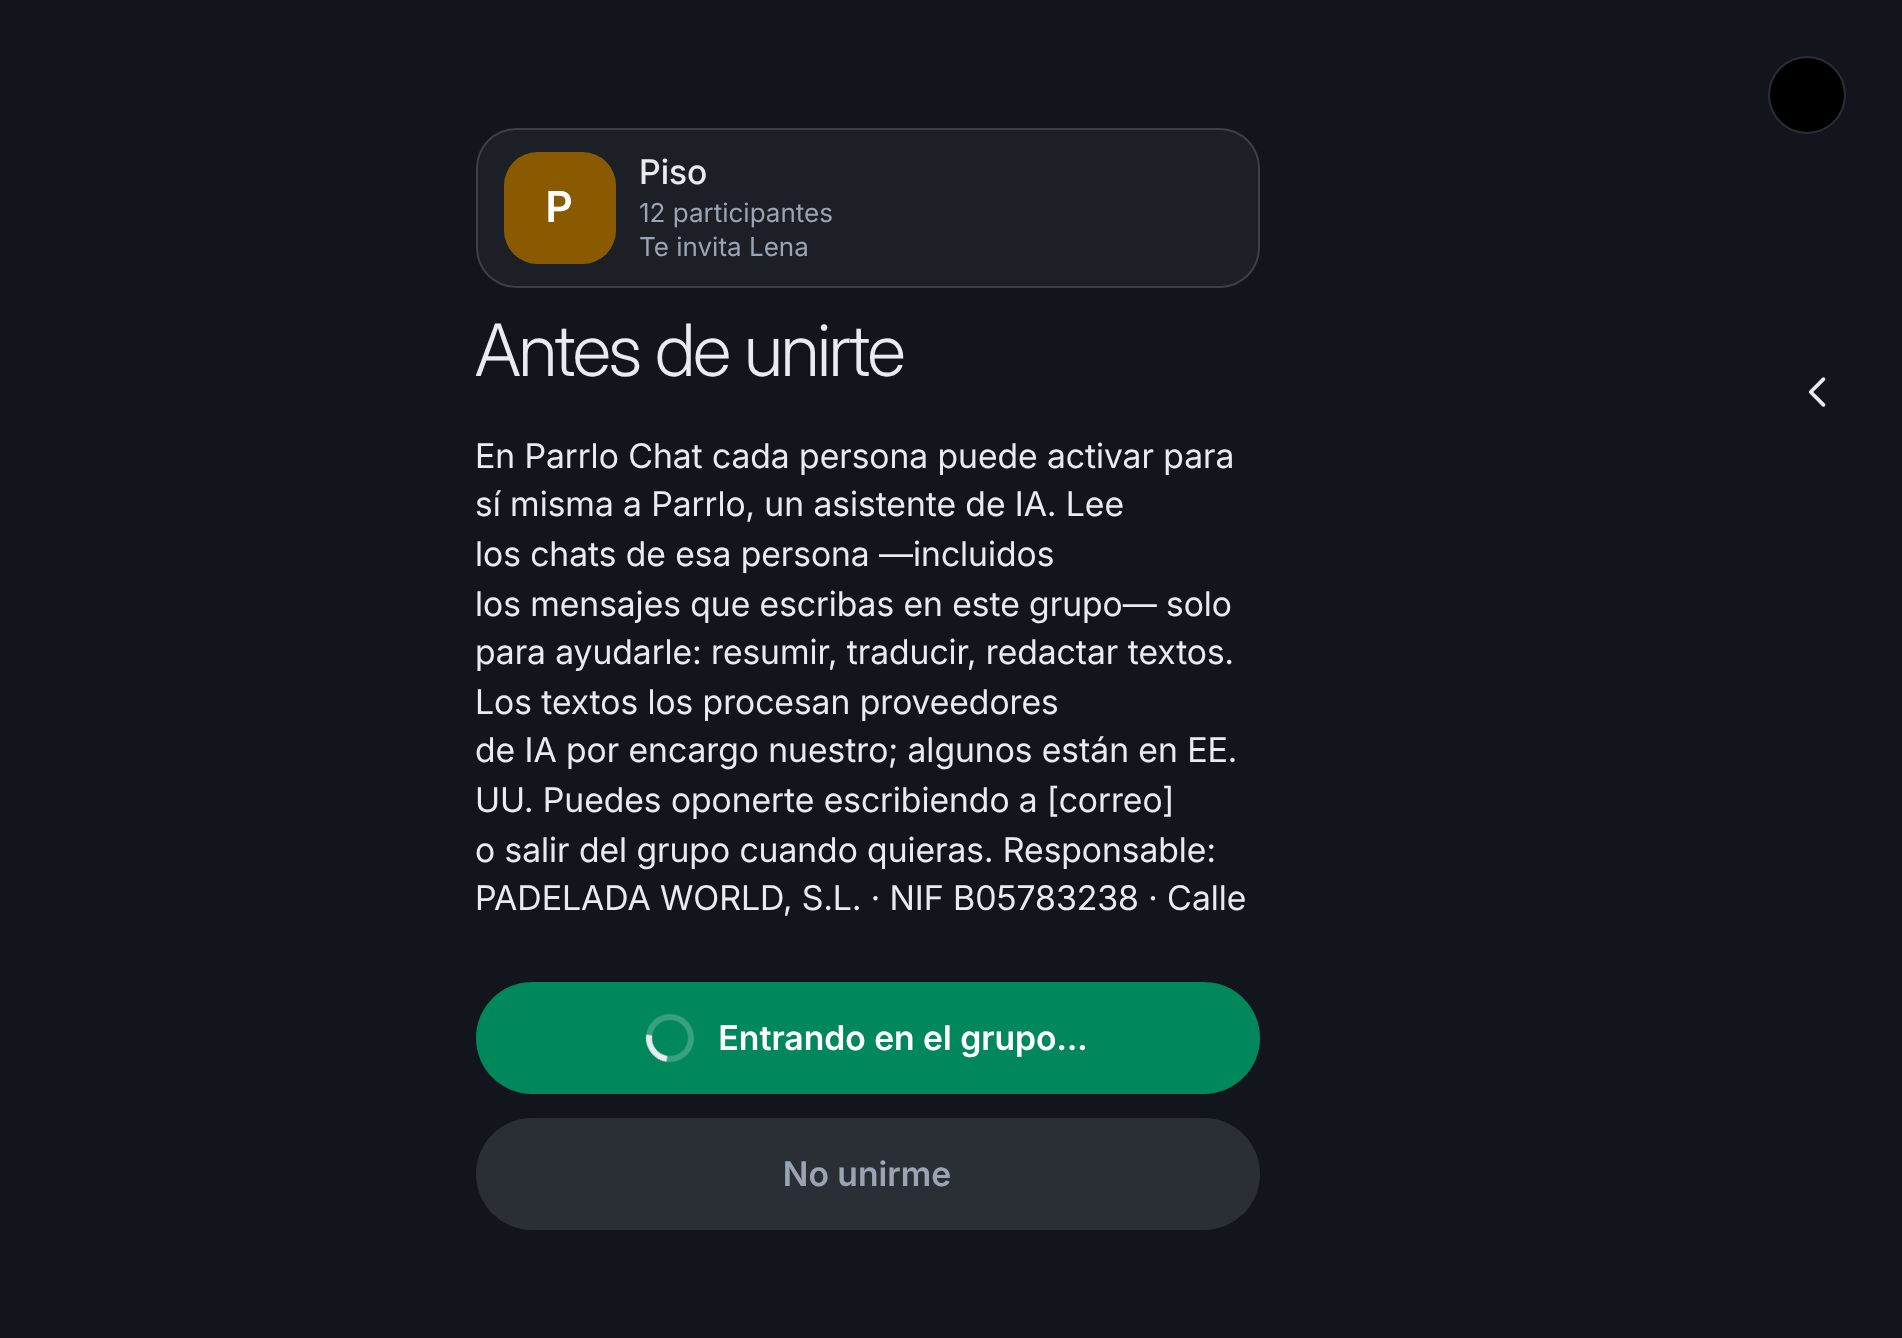 P
Piso
12 participantes
Te invita Lena
Antes de unirte
En Parrlo Chat cada persona puede activar para
sí misma a Parrlo, un asistente de IA. Lee
los chats de esa persona —incluidos
los mensajes que escribas en este grupo— solo
para ayudarle: resumir, traducir, redactar textos.
Los textos los procesan proveedores
de IA por encargo nuestro; algunos están en EE.
UU. Puedes oponerte escribiendo a [correo]
o salir del grupo cuando quieras. Responsable:
PADELADA WORLD, S.L. · NIF B05783238 · Calle
Entrando en el grupo...
No unirme